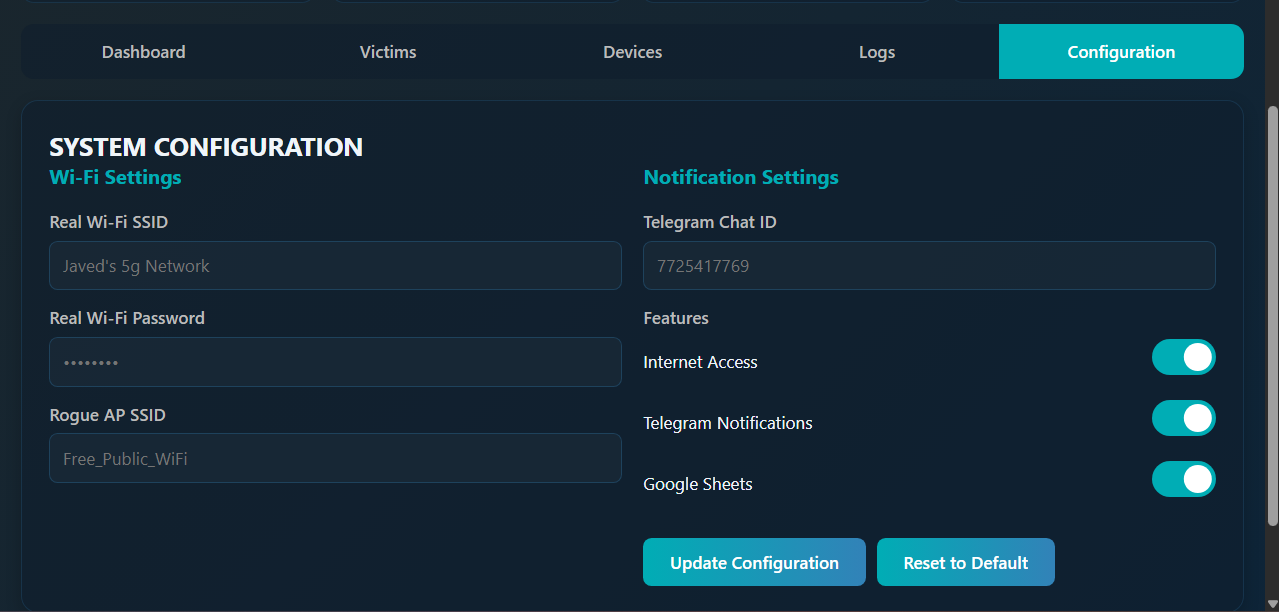 Dashboard
Victims
Devices
Logs
Configuration
SYSTEM CONFIGURATION
Wi-Fi Settings
Real Wi-Fi SSID
Javed's 5g Network
Real Wi-Fi Password
••••••••
Rogue AP SSID
Free_Public_WiFi
Notification Settings
Telegram Chat ID
7725417769
Features
Internet Access
Telegram Notifications
Google Sheets
Update Configuration
Reset to Default